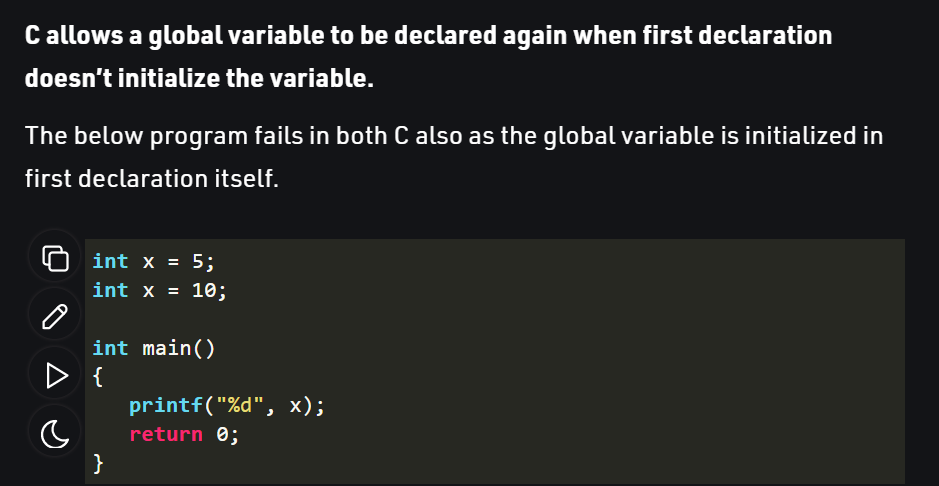 C allows a global variable to be declared again when first declaration
doesn't initialize the variable.
The below program fails in both C also as the global variable is initialized in
first declaration itself.
int x = 5;
int x = 10;
int main()
{
   printf("%d", x);
   return 0;
}